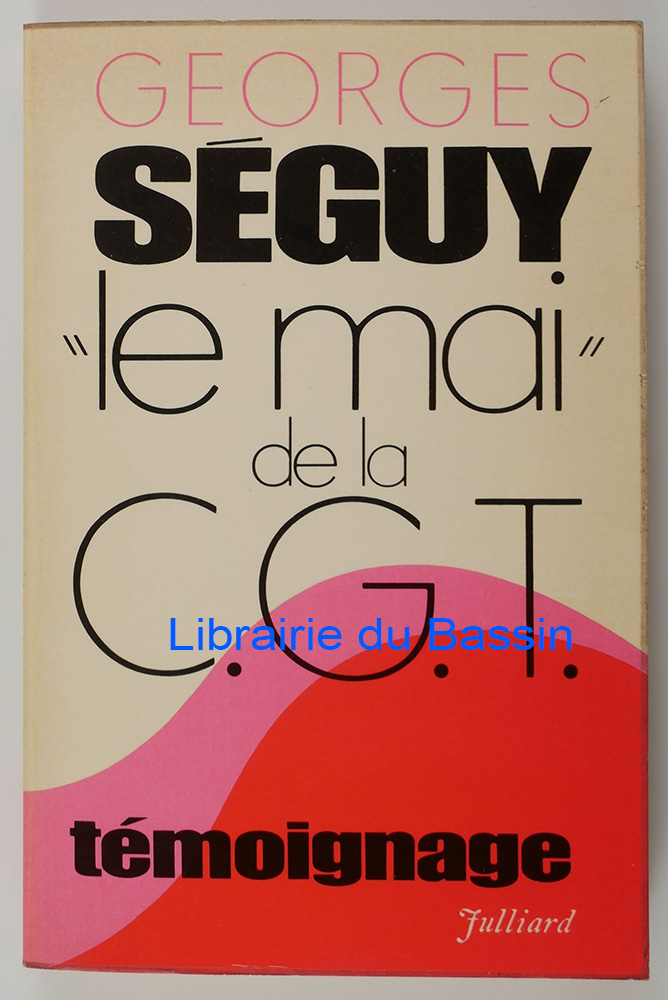 GEORGES
SÉGUY
"le mai"
de la
C.G.T.
Librairie du Bassin
témoignage
Julliard